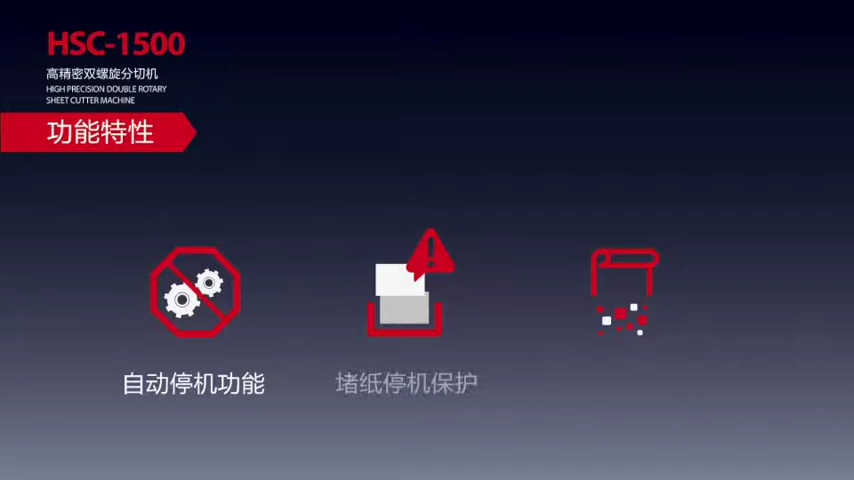 HSC-1500
高精密双螺旋分切机
HIGH PRECISION DOUBLE ROTARY
SHEET CUTTER MACHINE
功能特性
自动停机功能
堵纸停机保护